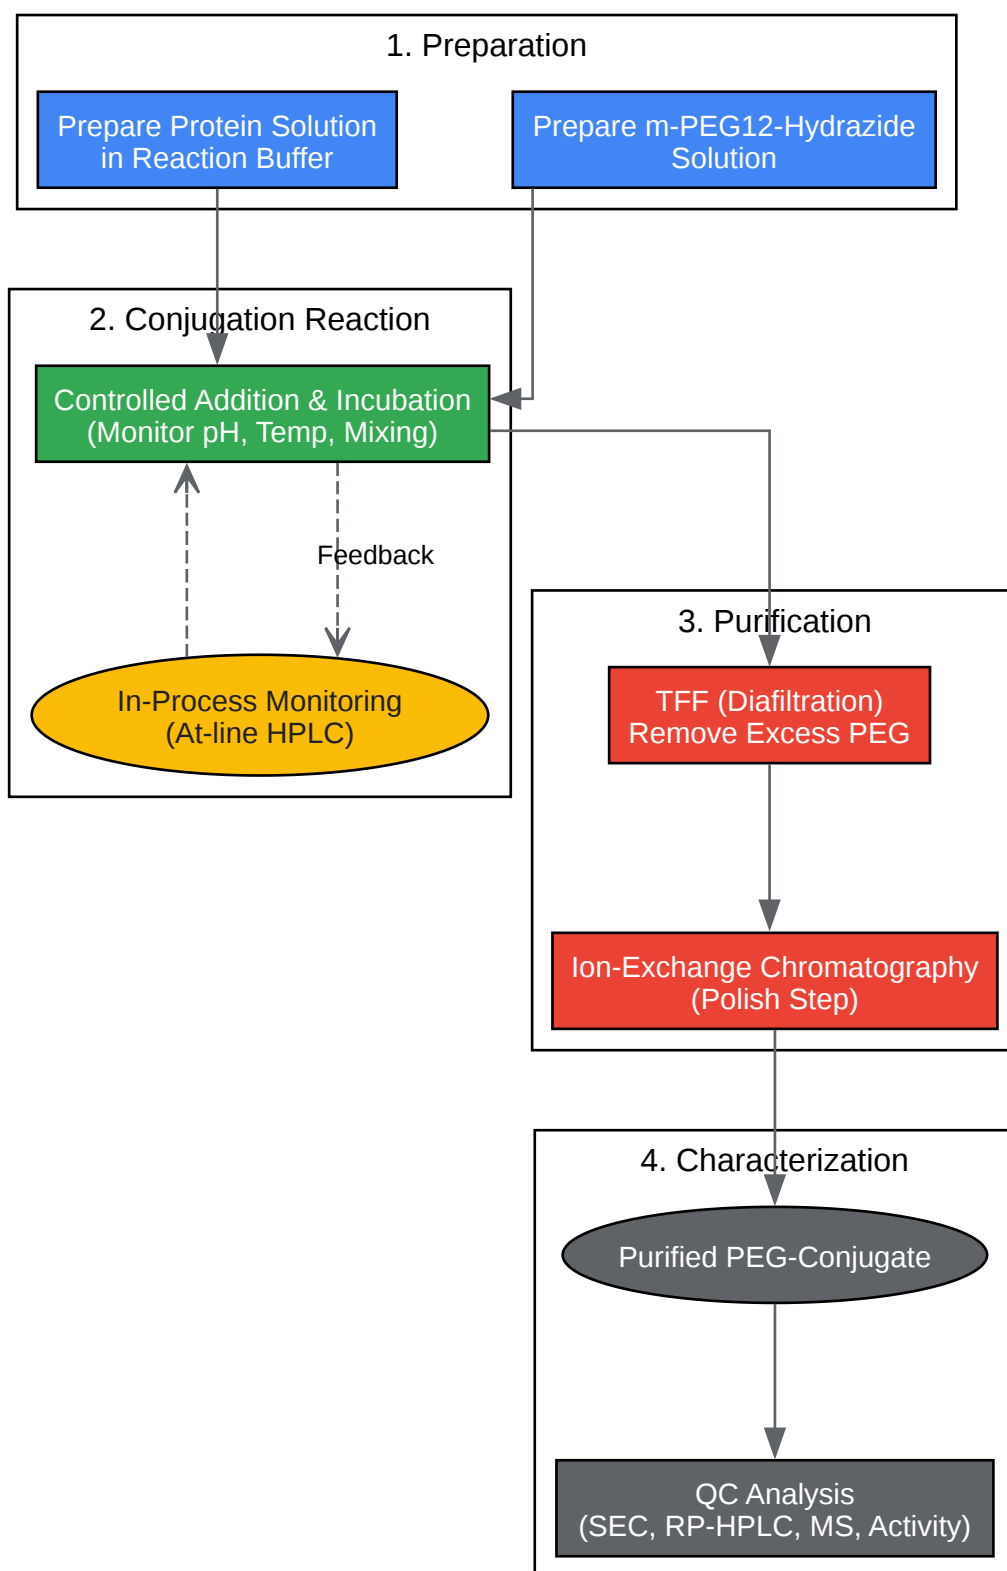 1. Preparation
Prepare Protein Solution
in Reaction Buffer
Prepare m-PEG12-Hydrazide
Solution
2. Conjugation Reaction
Controlled Addition & Incubation
(Monitor pH, Temp, Mixing)
Feedback
In-Process Monitoring
(At-line HPLC)
3. Purification
TFF (Diafiltration)
Remove Excess PEG
Ion-Exchange Chromatography
(Polish Step)
4. Characterization
Purified PEG-Conjugate
QC Analysis
(SEC, RP-HPLC, MS, Activity)